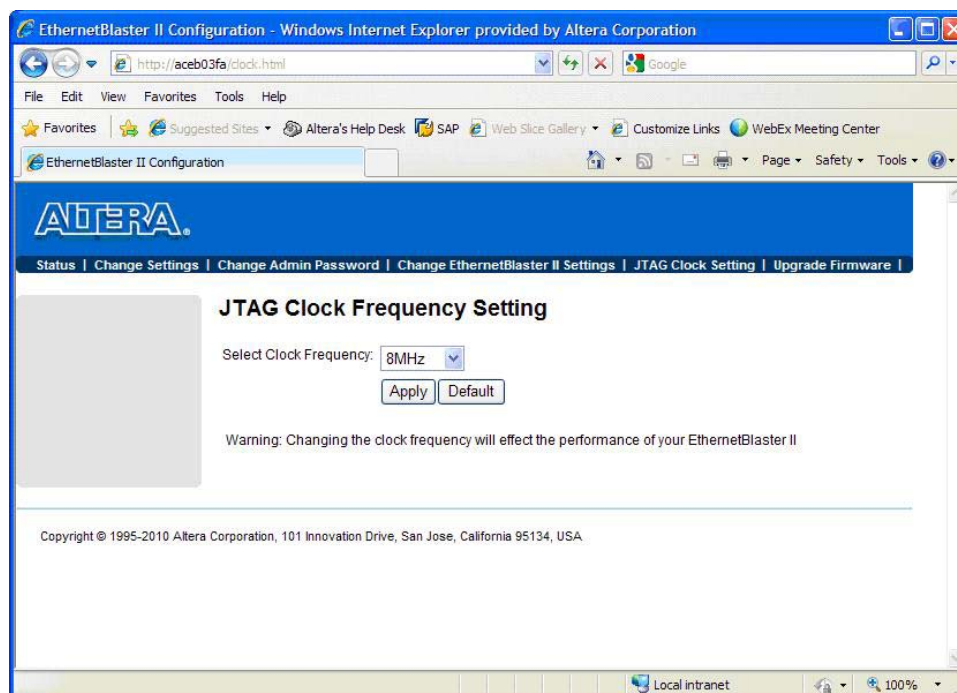 EthernetBlaster II Configuration - Windows Internet Explorer provided by Altera Corporation
http://aceb03fa/clock.html
Google
File Edit View Favorites Tools Help
Favorites Suggested Sites Altera's Help Desk SAP Web Slice Gallery Customize Links WebEx Meeting Center
EthernetBlaster II Configuration Page Safety Tools
ALTERA.
Status | Change Settings | Change Admin Password | Change EthernetBlaster II Settings | JTAG Clock Setting | Upgrade Firmware |
JTAG Clock Frequency Setting
Select Clock Frequency: 8MHz
Apply Default
Warning: Changing the clock frequency will effect the performance of your EthernetBlaster II
Copyright © 1995-2010 Altera Corporation, 101 Innovation Drive, San Jose, California 95134, USA
Local intranet 100%